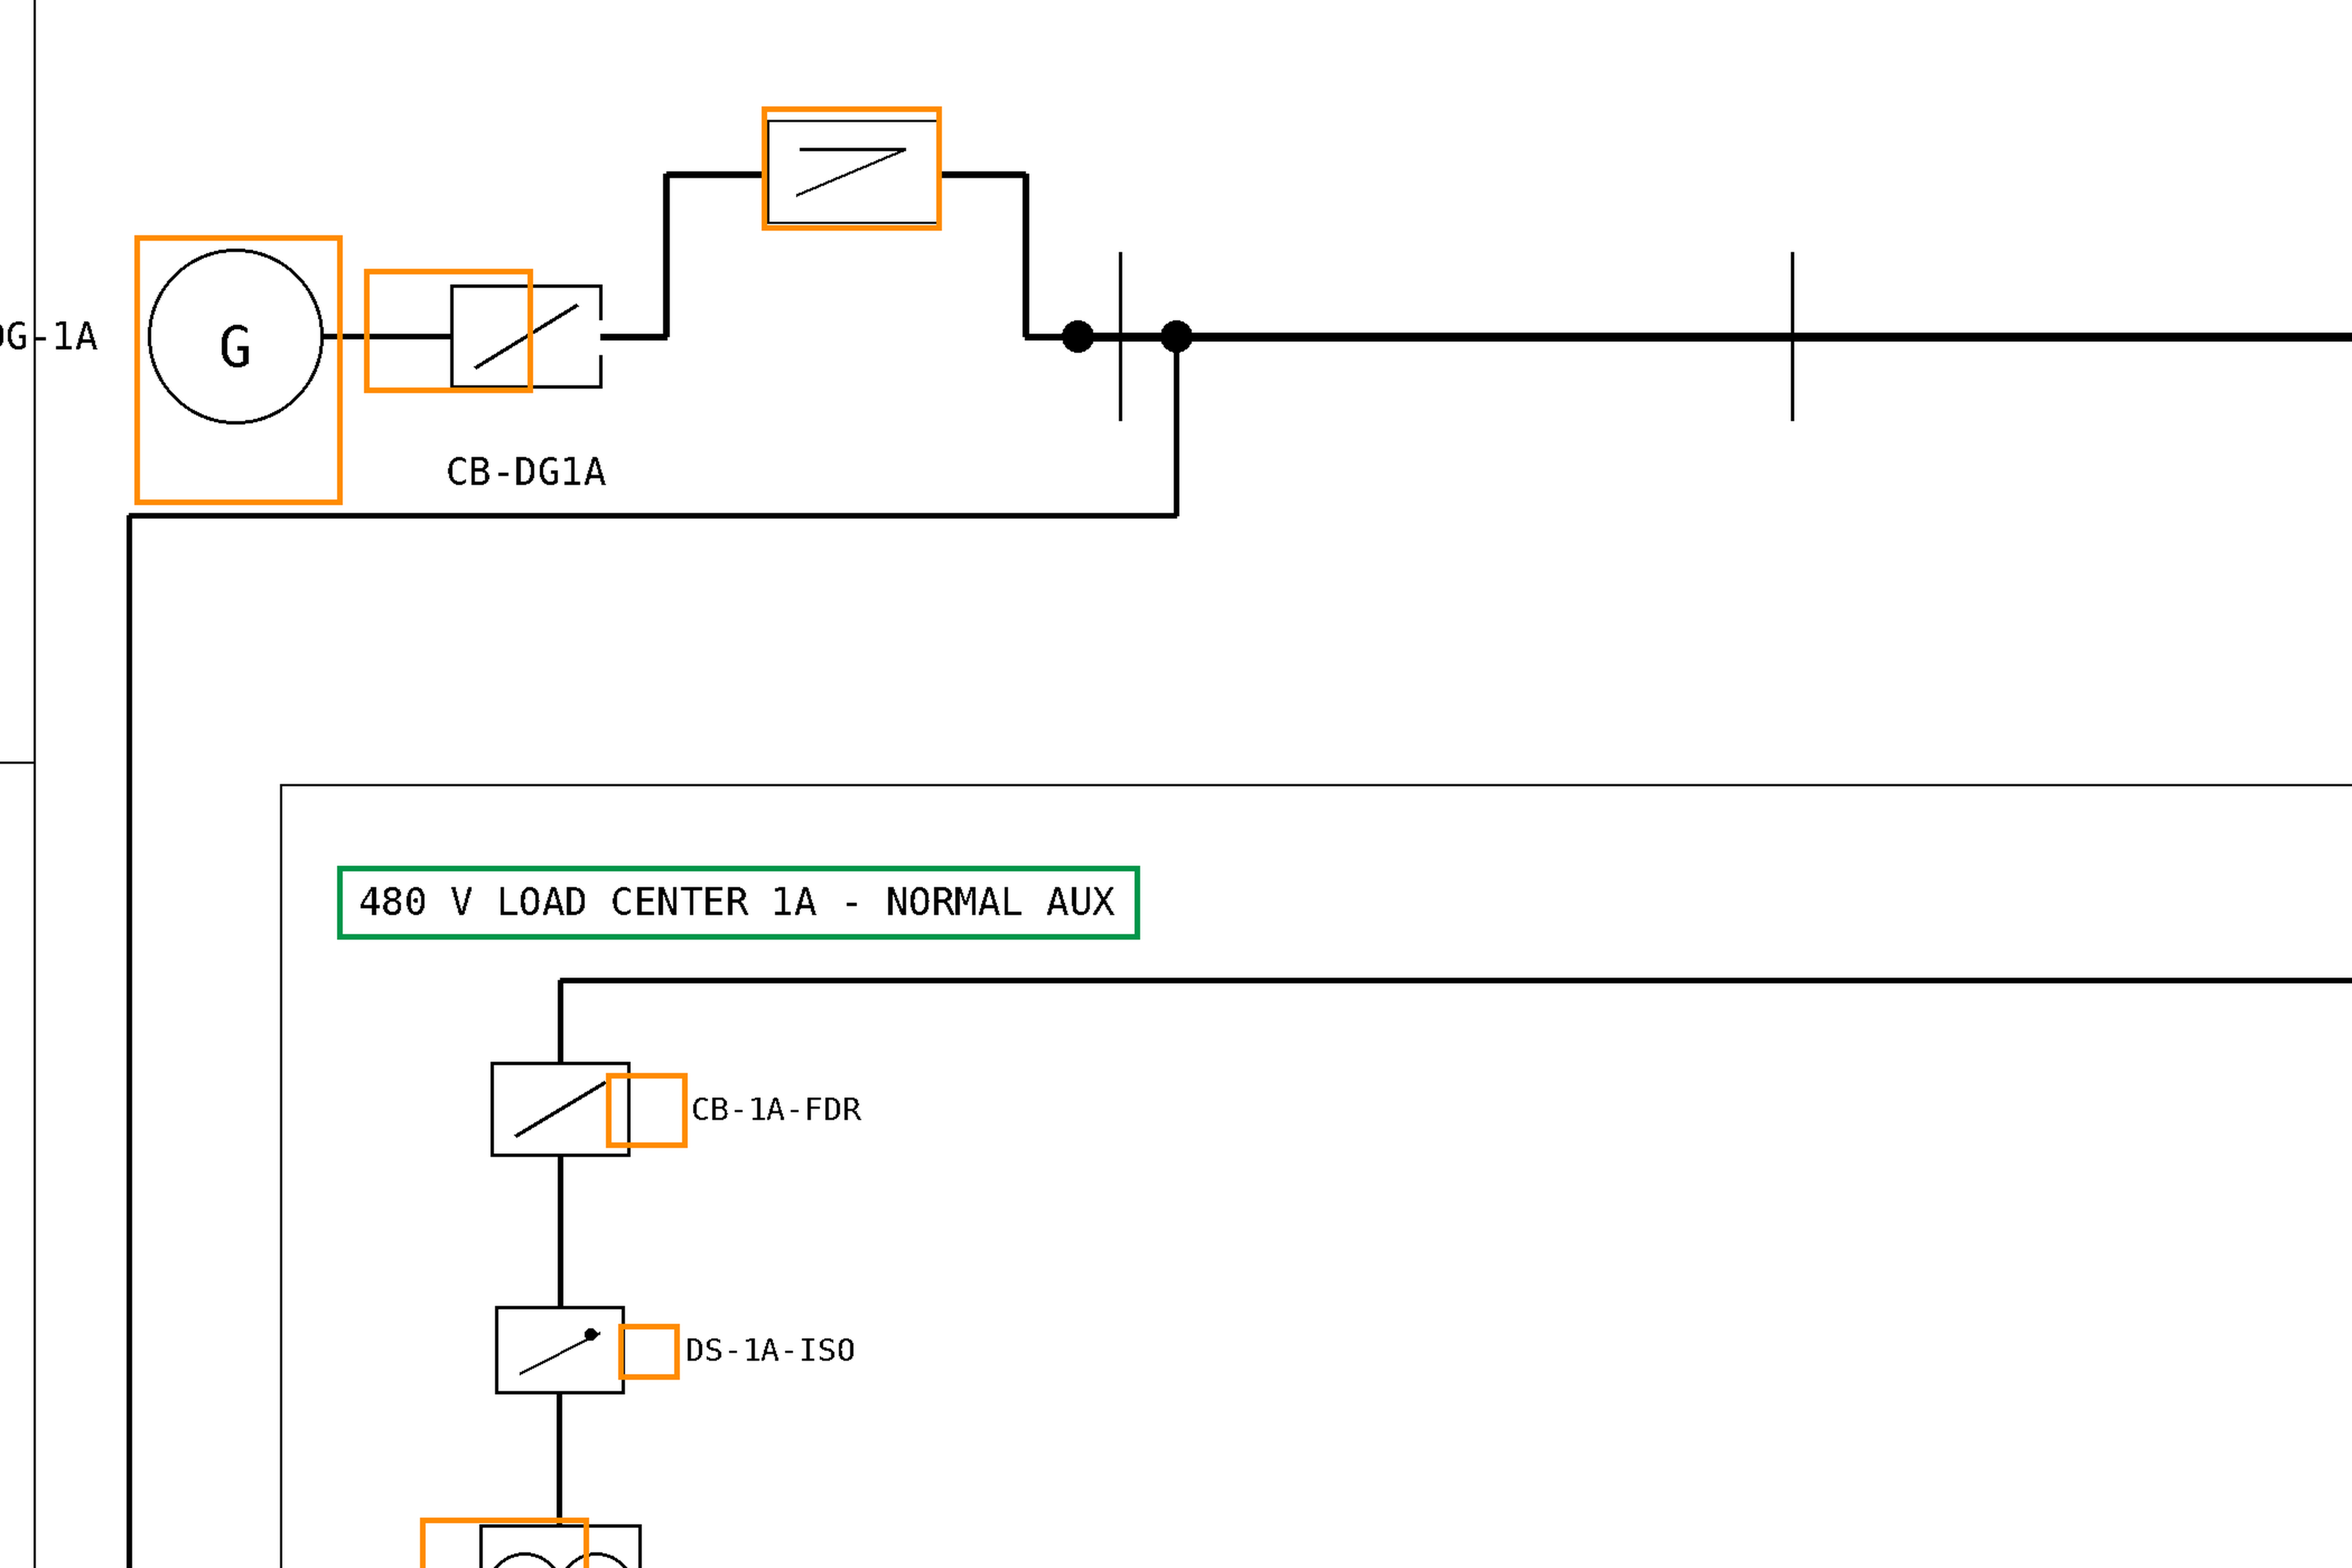 G-1A
G
CB-DG1A
480 V LOAD CENTER 1A - NORMAL AUX
CB-1A-FDR
DS-1A-ISO